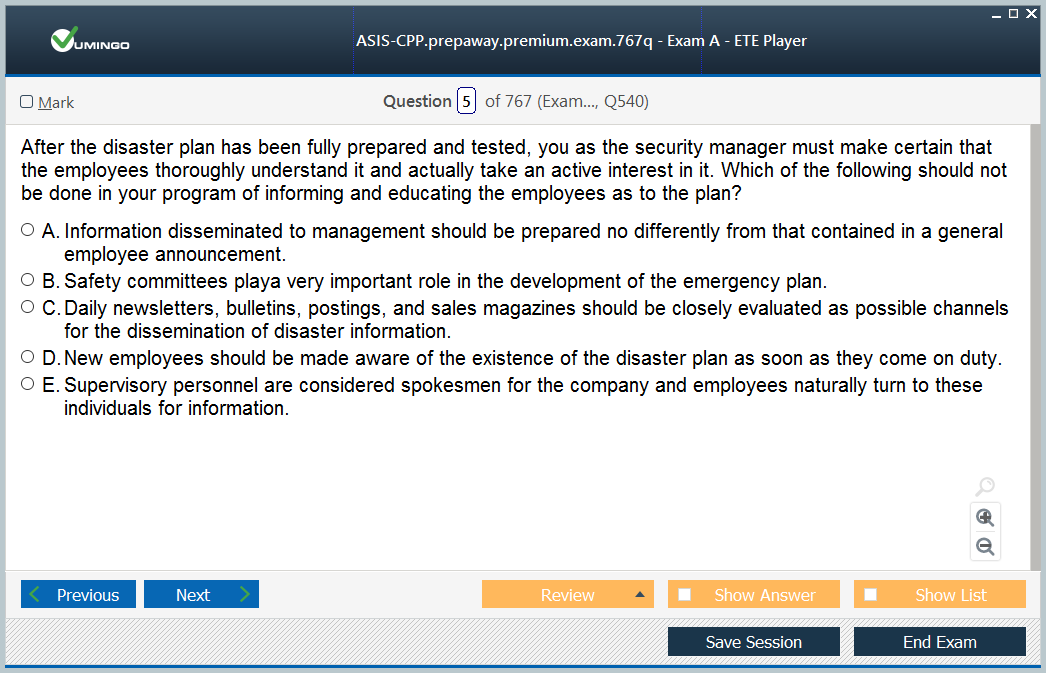 VUMINGO
ASIS-CPP.prepaway.premium.exam.767q - Exam A - ETE Player
Mark
Question 5 of 767 (Exam..., Q540)
After the disaster plan has been fully prepared and tested, you as the security manager must make certain that
the employees thoroughly understand it and actually take an active interest in it. Which of the following should not
be done in your program of informing and educating the employees as to the plan?
A. Information disseminated to management should be prepared no differently from that contained in a general
employee announcement.
B. Safety committees playa very important role in the development of the emergency plan.
C. Daily newsletters, bulletins, postings, and sales magazines should be closely evaluated as possible channels
for the dissemination of disaster information.
D. New employees should be made aware of the existence of the disaster plan as soon as they come on duty.
E. Supervisory personnel are considered spokesmen for the company and employees naturally turn to these
individuals for information.
Previous Next Review Show Answer Show List
Save Session End Exam